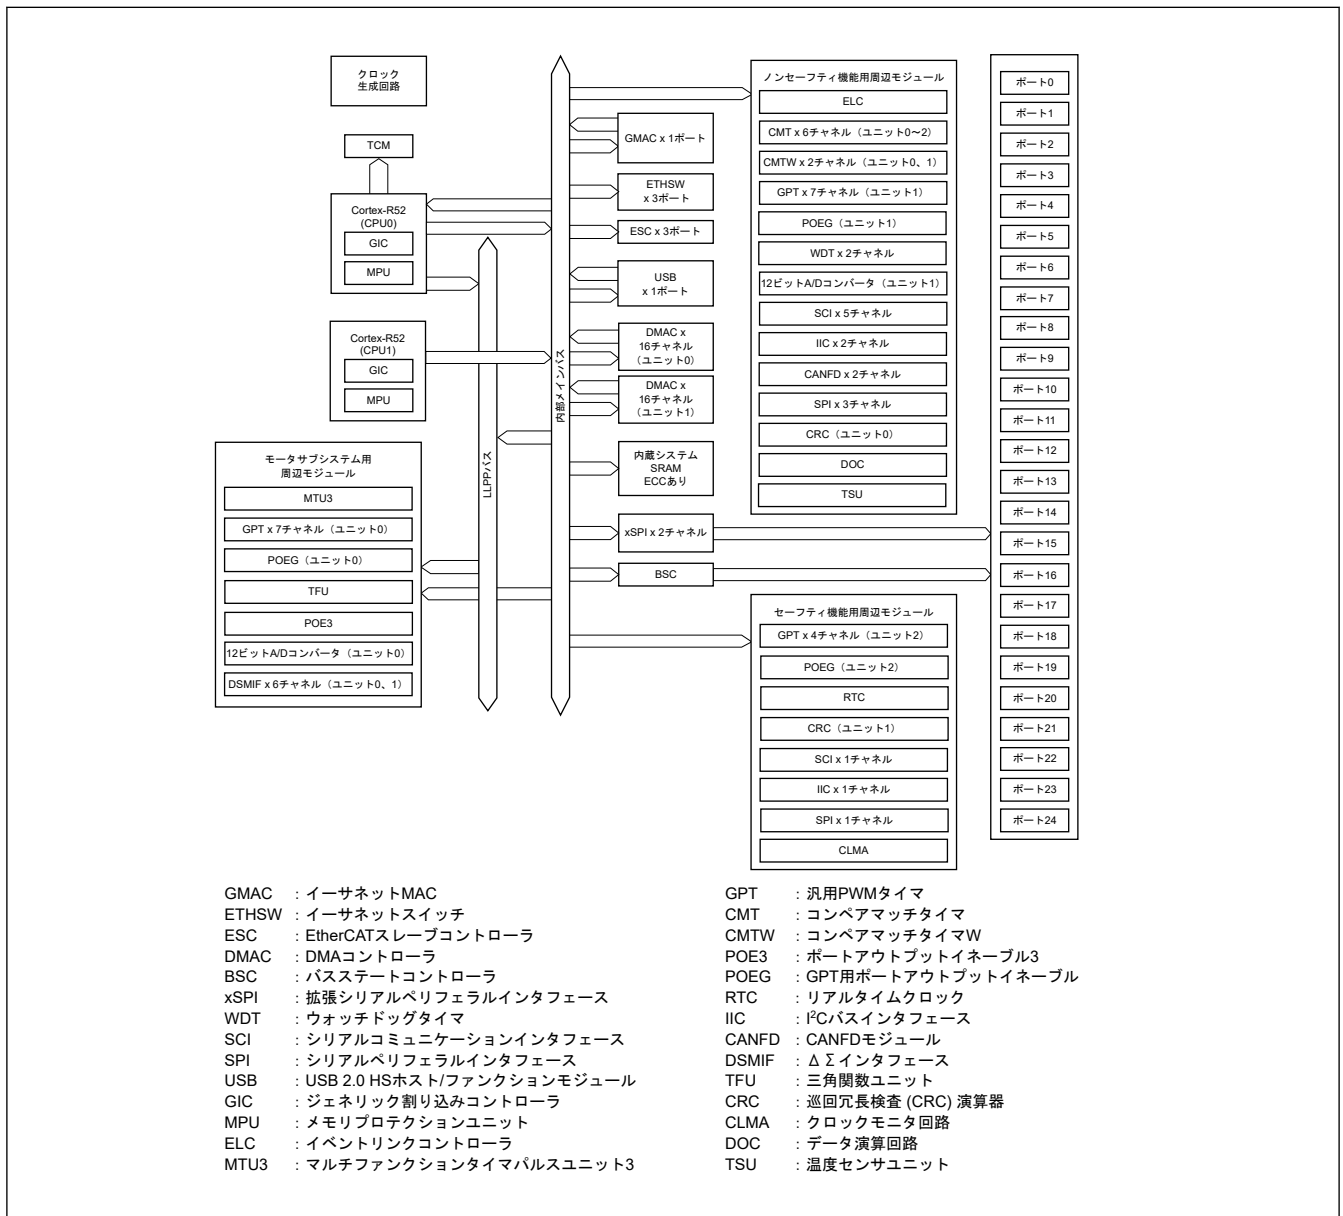 クロック
生成回路
TCM
Cortex-R52
(CPU0)
GIC
MPU
Cortex-R52
(CPU1)
GIC
MPU
モータサブシステム用
周辺モジュール
MTU3
GPT x 7チャネル（ユニット0）
POEG（ユニット0）
TFU
POE3
12ビットA/Dコンバータ（ユニット0）
DSMIF x 6チャネル（ユニット0、1）
LLPPバス
内部メインバス
GMAC x 1ポート
ETHSW
x 3ポート
ESC x 3ポート
USB
x 1ポート
DMAC x
16チャネル
（ユニット0）
DMAC x
16チャネル
（ユニット1）
内蔵システム
SRAM
ECCあり
xSPI x 2チャネル
BSC
ノンセーフティ機能用周辺モジュール
ELC
CMT x 6チャネル（ユニット0～2）
CMTW x 2チャネル（ユニット0、1）
GPT x 7チャネル（ユニット1）
POEG（ユニット1）
WDT x 2チャネル
12ビットA/Dコンバータ（ユニット1）
SCI x 5チャネル
IIC x 2チャネル
CANFD x 2チャネル
SPI x 3チャネル
CRC（ユニット0）
DOC
TSU
セーフティ機能用周辺モジュール
GPT x 4チャネル（ユニット2）
POEG（ユニット2）
RTC
CRC（ユニット1）
SCI x 1チャネル
IIC x 1チャネル
SPI x 1チャネル
CLMA
ポート0
ポート1
ポート2
ポート3
ポート4
ポート5
ポート6
ポート7
ポート8
ポート9
ポート10
ポート11
ポート12
ポート13
ポート14
ポート15
ポート16
ポート17
ポート18
ポート19
ポート20
ポート21
ポート22
ポート23
ポート24
GMAC : イーサネットMAC
ETHSW : イーサネットスイッチ
ESC : EtherCATスレーブコントローラ
DMAC : DMAコントローラ
BSC : バスステートコントローラ
xSPI : 拡張シリアルペリフェラルインタフェース
WDT : ウォッチドッグタイマ
SCI : シリアルコミュニケーションインタフェース
SPI : シリアルペリフェラルインタフェース
USB : USB 2.0 HSホスト/ファンクションモジュール
GIC : ジェネリック割り込みコントローラ
MPU : メモリプロテクションユニット
ELC : イベントリンクコントローラ
MTU3 : マルチファンクションタイマパルスユニット3
GPT : 汎用PWMタイマ
CMT : コンペアマッチタイマ
CMTW : コンペアマッチタイマW
POE3 : ポートアウトプットイネーブル3
POEG : GPT用ポートアウトプットイネーブル
RTC : リアルタイムクロック
IIC : I²Cバスインタフェース
CANFD : CANFDモジュール
DSMIF : ΔΣインタフェース
TFU : 三角関数ユニット
CRC : 巡回冗長検査 (CRC) 演算器
CLMA : クロックモニタ回路
DOC : データ演算回路
TSU : 温度センサユニット